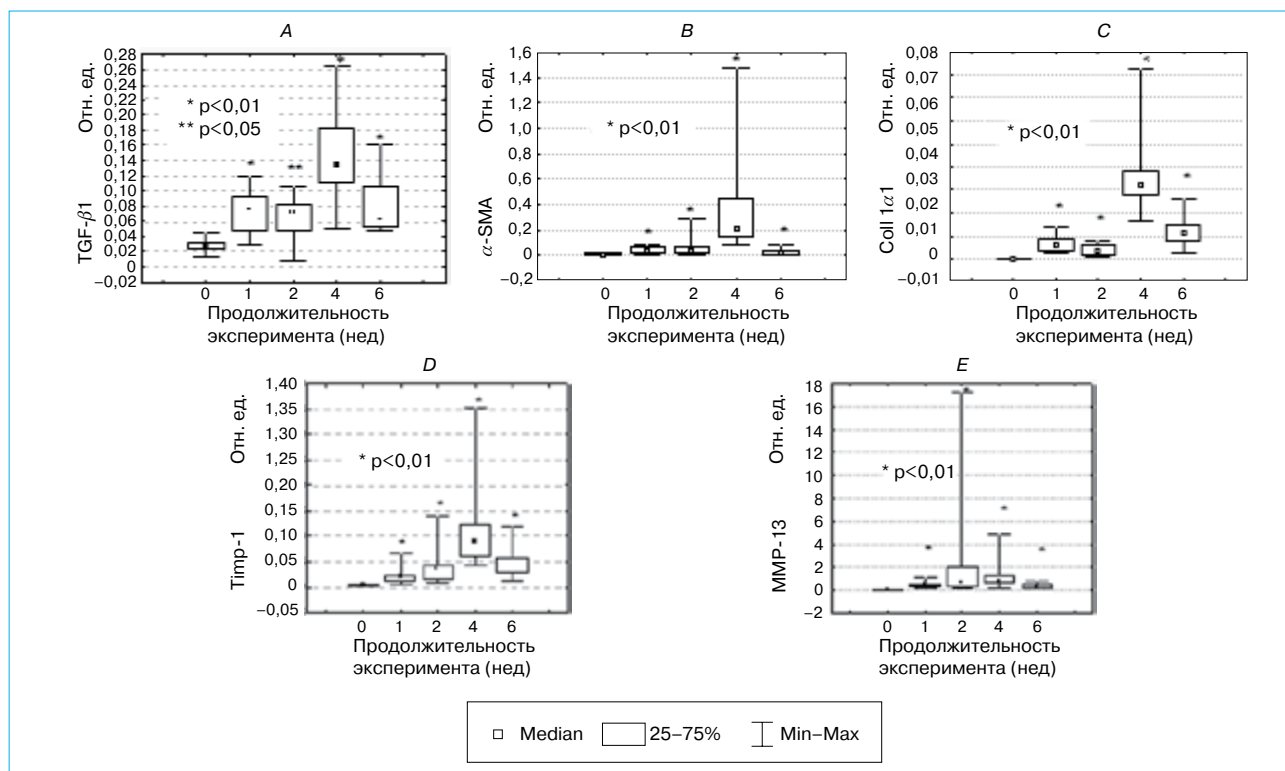 A
Отн. ед.
TGF-β1
0,28
0,26
0,24
0,22
0,20
0,18
0,16
0,14
0,12
0,10
0,08
0,06
0,04
0,02
0
−0,02
* p<0,01
** p<0,05
*
**
*
*
0 1 2 4 6
Продолжительность
эксперимента (нед)
B
Отн. ед.
α-SMA
1,6
1,4
1,2
1,0
0,8
0,6
0,4
0,2
0
−0,2
* p<0,01
*
*
*
*
0 1 2 4 6
Продолжительность
эксперимента (нед)
C
Отн. ед.
Coll 1α1
0,08
0,07
0,06
0,05
0,04
0,03
0,02
0,010
0
−0,01
* p<0,01
*
*
*
*
0 1 2 4 6
Продолжительность
эксперимента (нед)
D
Отн. ед.
Timp-1
1,40
1,35
1,30
1,25
0,20
0,15
0,10
0,05
0
−0,05
* p<0,01
*
*
*
*
0 1 2 4 6
Продолжительность
эксперимента (нед)
E
Отн. ед.
MMP-13
18
16
14
12
10
8
6
4
2
0
−2
* p<0,01
*
*
*
*
0 1 2 4 6
Продолжительность
эксперимента (нед)
Median 25–75% Min–Max